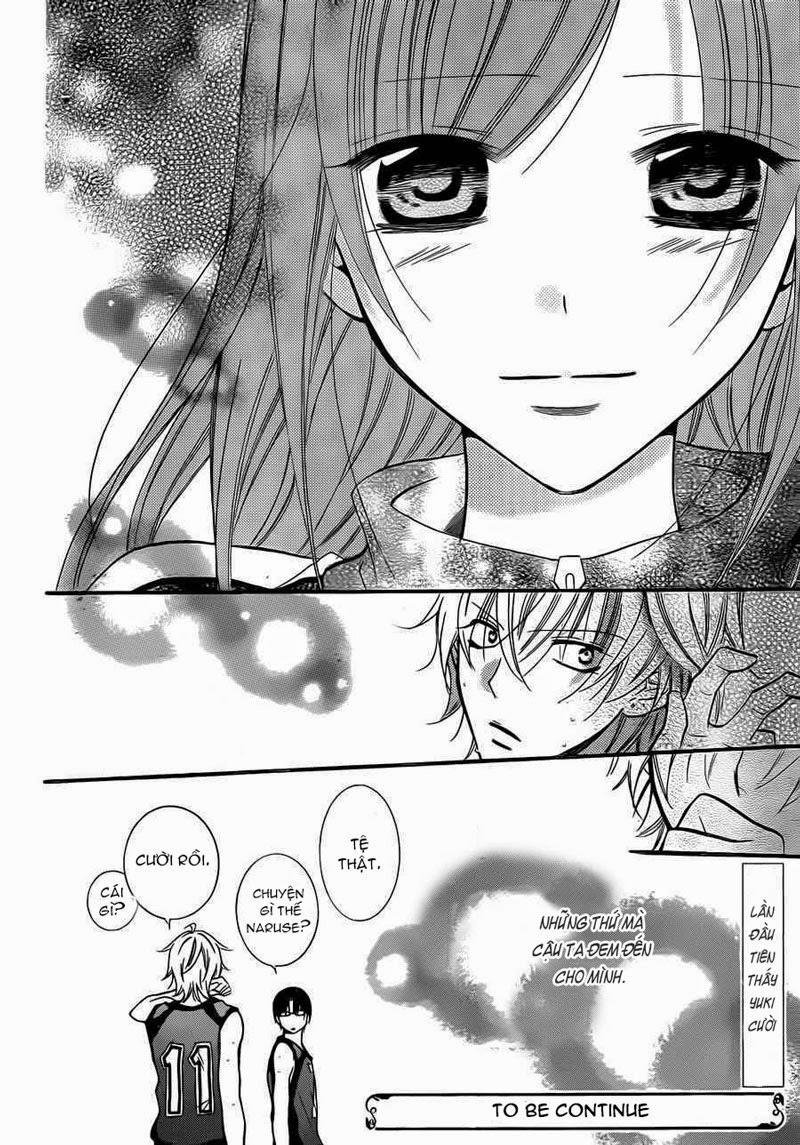 TỆ
THẬT.
CHUYỆN
GÌ THẾ
NARUSE?
CƯỜI RỒI.
CÁI
GÌ?
NHỮNG THỨ MÀ
CẬU TA ĐEM ĐẾN
CHO MÌNH.
LẦN
ĐẦU
TIÊN
THẤY
YUKI
CƯỜI
11
TO BE CONTINUE